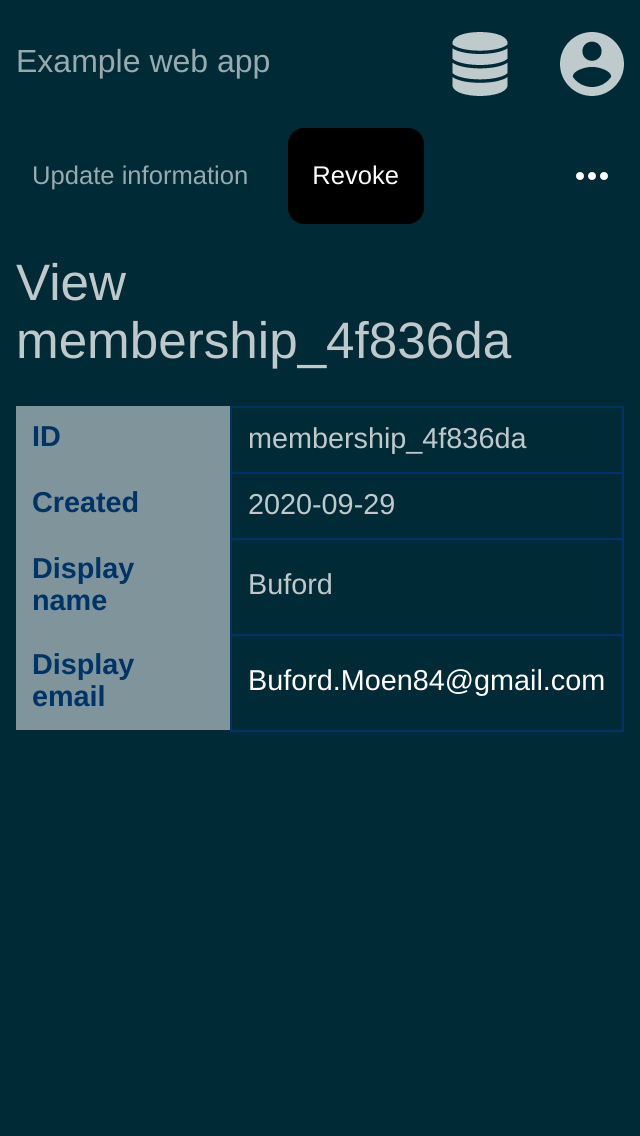 Example web app
Update information
Revoke
View
membership_4f836da
ID
membership_4f836da
Created
2020-09-29
Display
name
Buford
Display
email
Buford.Moen84@gmail.com